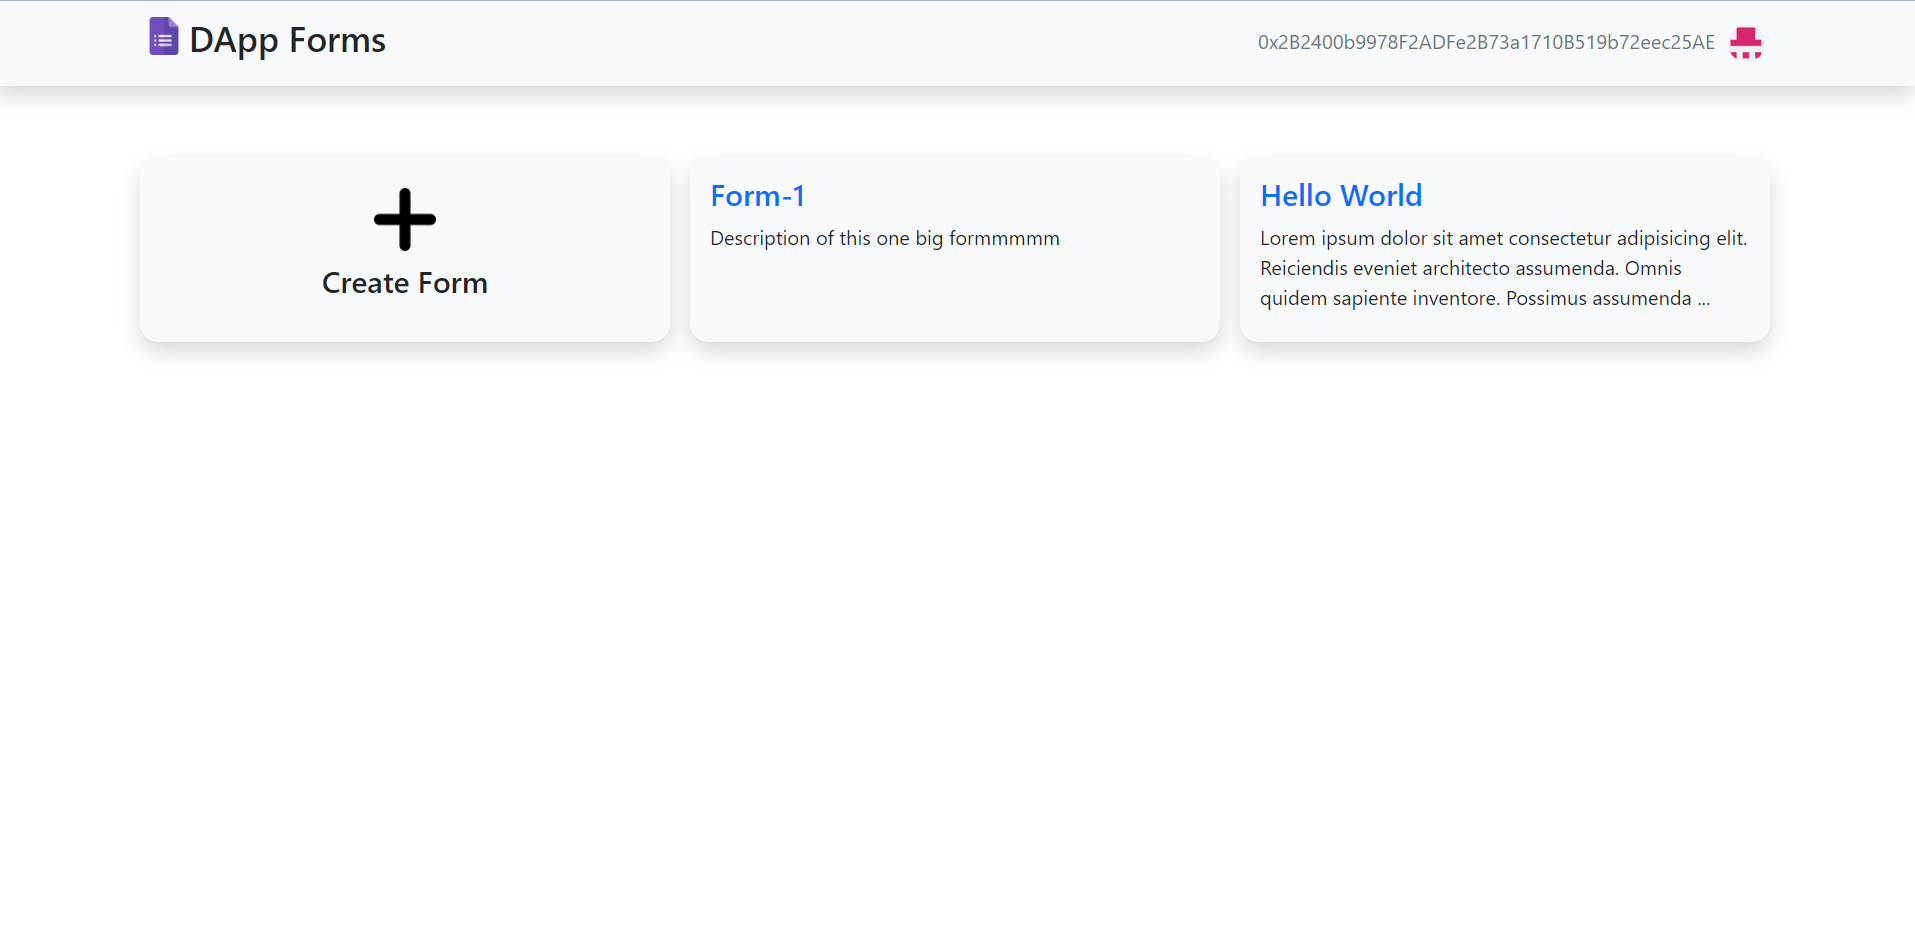 DApp Forms
0x2B2400b9978F2ADFe2B73a1710B519b72eec25AE
Create Form
Form-1
Description of this one big formmmmm
Hello World
Lorem ipsum dolor sit amet consectetur adipisicing elit.
Reiciendis eveniet architecto assumenda. Omnis
quidem sapiente inventore. Possimus assumenda ...